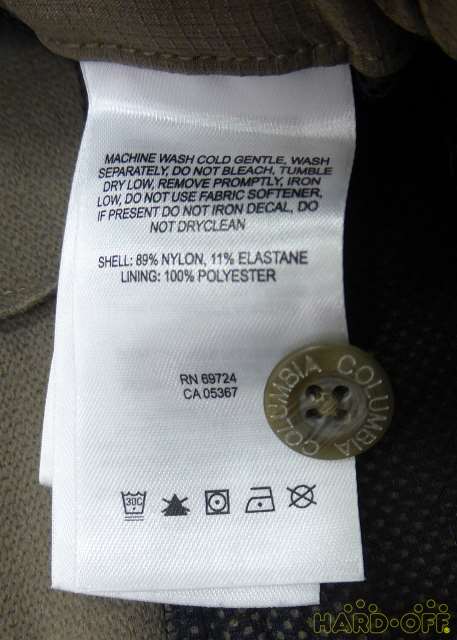 MACHINE WASH COLD GENTLE, WASH
SEPARATELY, DO NOT BLEACH, TUMBLE
DRY LOW, REMOVE PROMPTLY, IRON
LOW, DO NOT USE FABRIC SOFTENER.
IF PRESENT DO NOT IRON DECAL, DO
NOT DRYCLEAN
SHELL: 89% NYLON, 11% ELASTANE
LINING: 100% POLYESTER
RN 69724
CA 05367
COLUMBIA COLUMBIA
30C
HARD-OFF